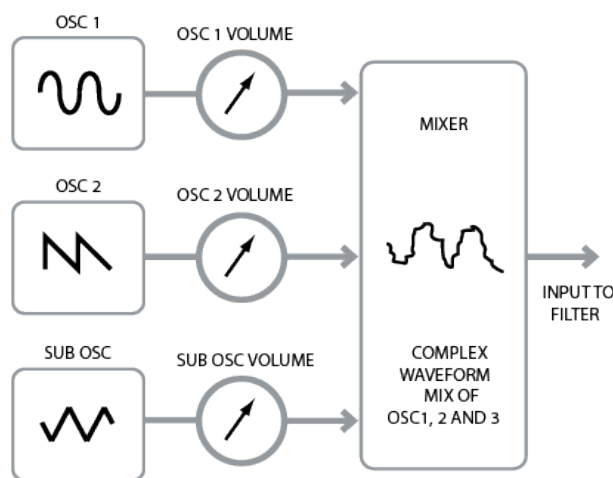 OSC 1
OSC 1 VOLUME
OSC 2
OSC 2 VOLUME
SUB OSC
SUB OSC VOLUME
MIXER
COMPLEX
WAVEFORM
MIX OF
OSC1, 2 AND 3
INPUT TO
FILTER